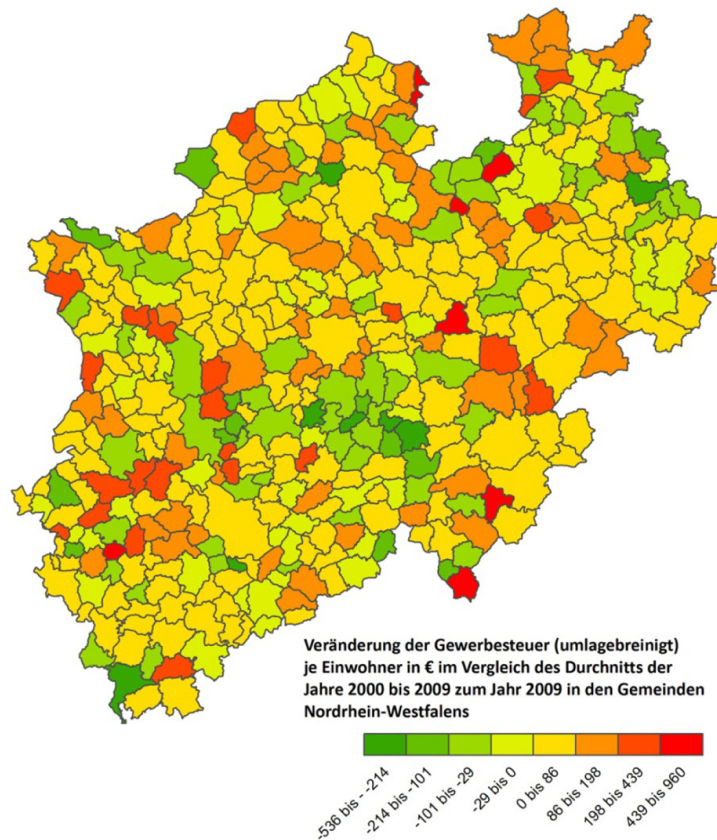 Veränderung der Gewerbesteuer (umlagebreinigt)
je Einwohner in € im Vergleich des Durchnitts der
Jahre 2000 bis 2009 zum Jahr 2009 in den Gemeinden
Nordrhein-Westfalens
-536 bis - -214
-214 bis -101
-101 bis -29
-29 bis 0
0 bis 86
86 bis 198
198 bis 439
439 bis 960